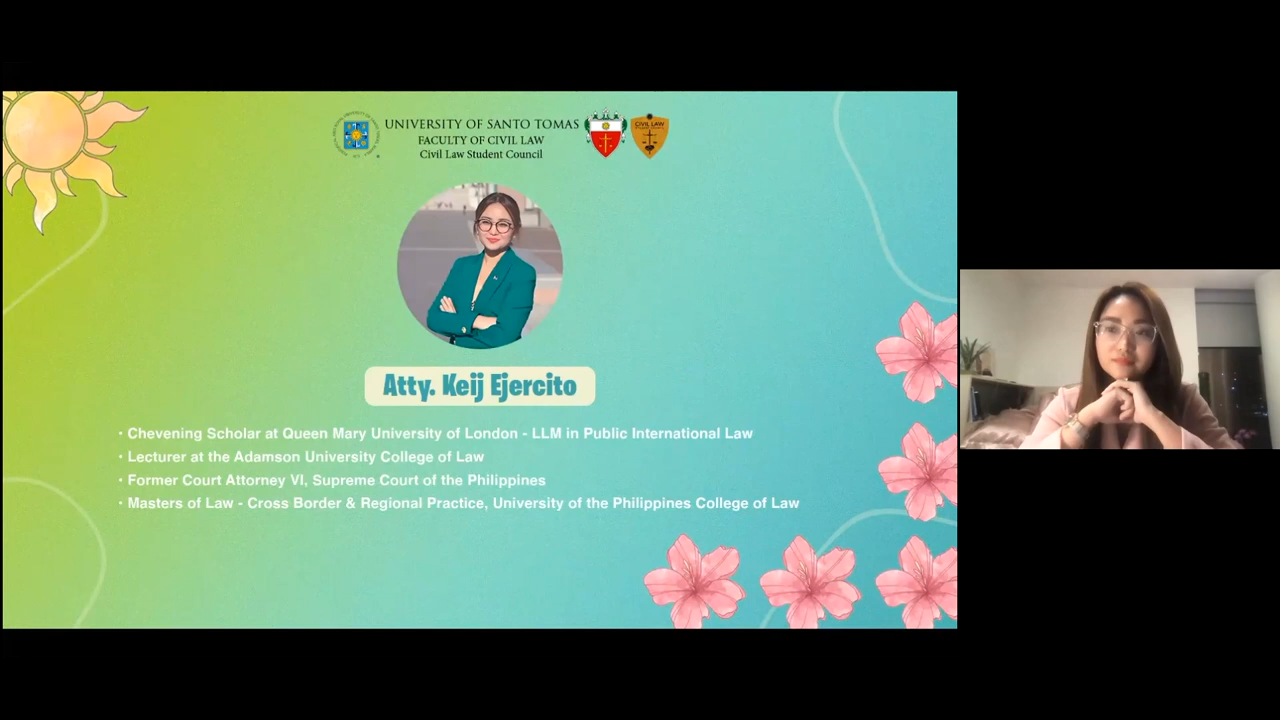 UNIVERSITY OF SANTO TOMAS
FACULTY OF CIVIL LAW
Civil Law Student Council
CIVIL LAW
Atty. Keij Ejercito
• Chevening Scholar at Queen Mary University of London - LLM in Public International Law
• Lecturer at the Adamson University College of Law
• Former Court Attorney VI, Supreme Court of the Philippines
• Masters of Law - Cross Border & Regional Practice, University of the Philippines College of Law